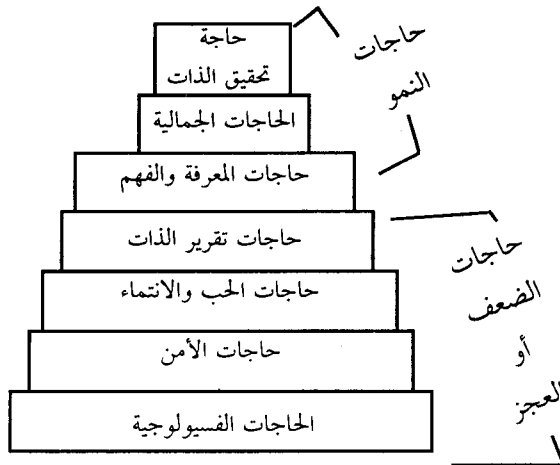 حاجة
تحقيق الذات
الحاجات الجمالية
حاجات المعرفة والفهم
حاجات تقرير الذات
حاجات الحب والانتماء
حاجات الأمن
الحاجات الفسيولوجية
حاجات
النمو
حاجات
الضعف
أو
العجز